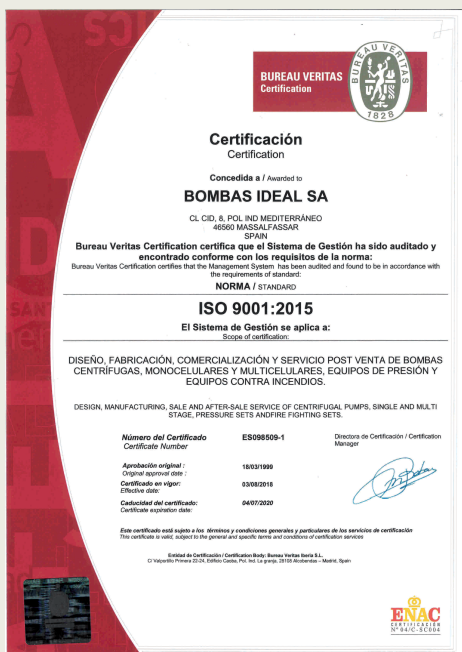 BUREAU VERITAS
Certification
BUREAU VERITAS
1828
Certificación
Certification
Concedida a / Awarded to
BOMBAS IDEAL SA
CL CID, 8, POL IND MEDITERRÁNEO
46560 MASSALFASSAR
SPAIN
Bureau Veritas Certification certifica que el Sistema de Gestión ha sido auditado y
encontrado conforme con los requisitos de la norma:
Bureau Veritas Certification certifies that the Management System has been audited and found to be in accordance with
the requirements of standard:
NORMA / STANDARD
ISO 9001:2015
El Sistema de Gestión se aplica a:
Scope of certification:
DISEÑO, FABRICACIÓN, COMERCIALIZACIÓN Y SERVICIO POST VENTA DE BOMBAS
CENTRÍFUGAS, MONOCELULARES Y MULTICELULARES, EQUIPOS DE PRESIÓN Y
EQUIPOS CONTRA INCENDIOS.
DESIGN, MANUFACTURING, SALE AND AFTER-SALE SERVICE OF CENTRIFUGAL PUMPS, SINGLE AND MULTI
STAGE, PRESSURE SETS ANDFIRE FIGHTING SETS.
Número del Certificado ES098509-1 Directora de Certificación / Certification
Certificate Number Manager
Aprobación original : 18/03/1999
Original approval date :
Certificado en vigor: 03/08/2018
Effective date:
Caducidad del certificado: 04/07/2020
Certificate expiration date:
Este certificado está sujeto a los términos y condiciones generales y particulares de los servicios de certificación
This certificate is valid, subject to the general and specific terms and conditions of certification services
Entidad de Certificación / Certification Body: Bureau Veritas Iberia S.L.
C/ Valportillo Primera 22-24, Edificio Caoba, Pol. Ind. La granja, 28108 Alcobendas – Madrid, Spain
ENAC
CERTIFICACIÓN
Nº 04/C-SC004